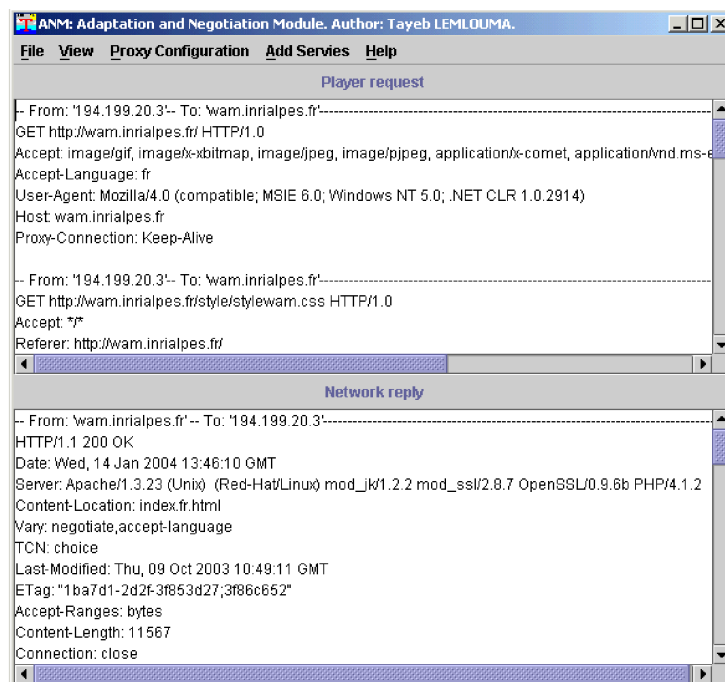 ANM: Adaptation and Negotiation Module. Author: Tayeb LEMLOUMA.
File View Proxy Configuration Add Servies Help
Player request
-- From: '194.199.20.3'-- To: 'wam.inrialpes.fr'--------------------------------------------------------------------------------
GET http://wam.inrialpes.fr/ HTTP/1.0
Accept: image/gif, image/x-xbitmap, image/jpeg, image/pjpeg, application/x-comet, application/vnd.ms-e
Accept-Language: fr
User-Agent: Mozilla/4.0 (compatible; MSIE 6.0; Windows NT 5.0; .NET CLR 1.0.2914)
Host: wam.inrialpes.fr
Proxy-Connection: Keep-Alive
-- From: '194.199.20.3'-- To: 'wam.inrialpes.fr'--------------------------------------------------------------------------------
GET http://wam.inrialpes.fr/style/stylewam.css HTTP/1.0
Accept: */*
Referer: http://wam.inrialpes.fr/
Network reply
-- From: 'wam.inrialpes.fr'-- To: '194.199.20.3'--------------------------------------------------------------------------------
HTTP/1.1 200 OK
Date: Wed, 14 Jan 2004 13:46:10 GMT
Server: Apache/1.3.23 (Unix) (Red-Hat/Linux) mod_jk/1.2.2 mod_ssl/2.8.7 OpenSSL/0.9.6b PHP/4.1.2
Content-Location: index.fr.html
Vary: negotiate,accept-language
TCN: choice
Last-Modified: Thu, 09 Oct 2003 10:49:11 GMT
ETag: "1ba7d1-2d2f-3f853d27;3f86c652"
Accept-Ranges: bytes
Content-Length: 11567
Connection: close